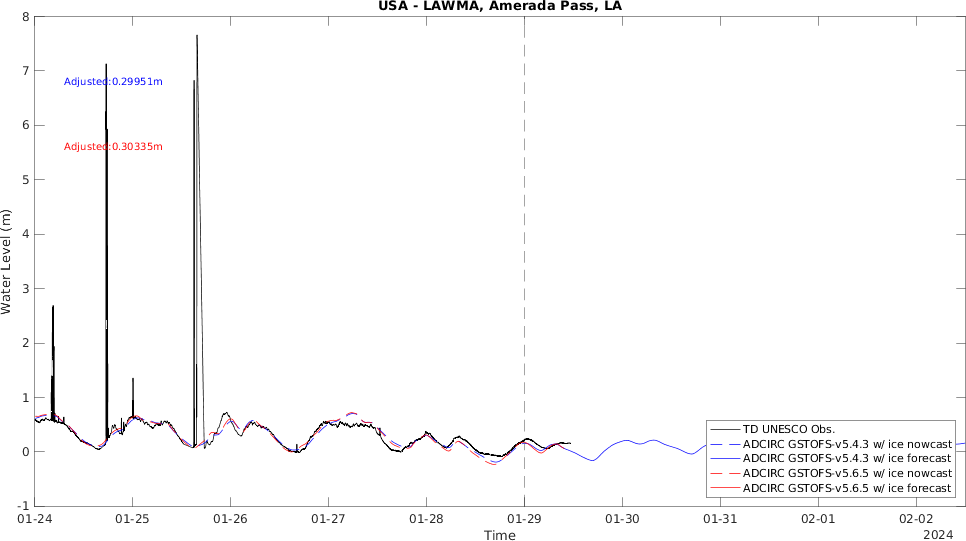 USA - LAWMA, Amerada Pass, LA
8
7
6
5
4
3
2
1
0
-1
Water Level (m)
Adjusted:0.29951m
Adjusted:0.30335m
TD UNESCO Obs.
ADCIRC GSTOFS-v5.4.3 w/ ice nowcast
ADCIRC GSTOFS-v5.4.3 w/ ice forecast
ADCIRC GSTOFS-v5.6.5 w/ ice nowcast
ADCIRC GSTOFS-v5.6.5 w/ ice forecast
01-24 01-25 01-26 01-27 01-28 01-29 01-30 01-31 02-01 02-02
Time
2024